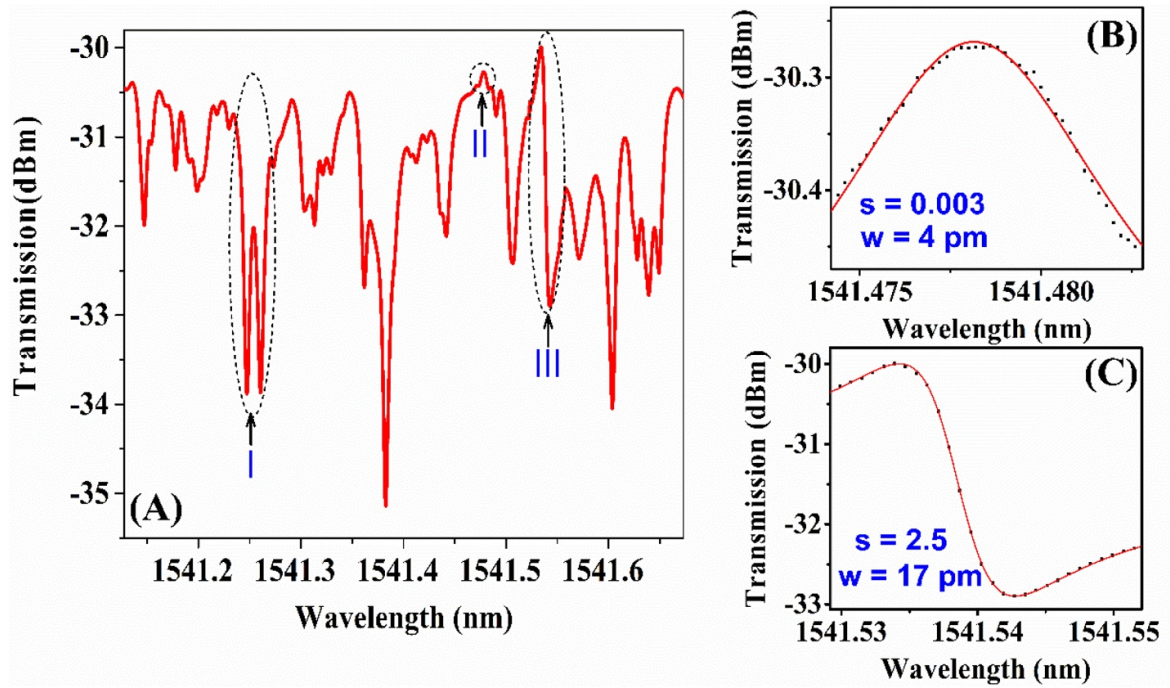 Transmission(dBm)
-30
-31
-32
-33
-34
-35
I
II
III
(A)
1541.2 1541.3 1541.4 1541.5 1541.6
Wavelength (nm)
Transmission (dBm)
(B)
-30.3
-30.4
s = 0.003
w = 4 pm
1541.475 1541.480
Wavelength (nm)
Transmission (dBm)
(C)
-30
-31
-32
-33
s = 2.5
w = 17 pm
1541.53 1541.54 1541.55
Wavelength (nm)